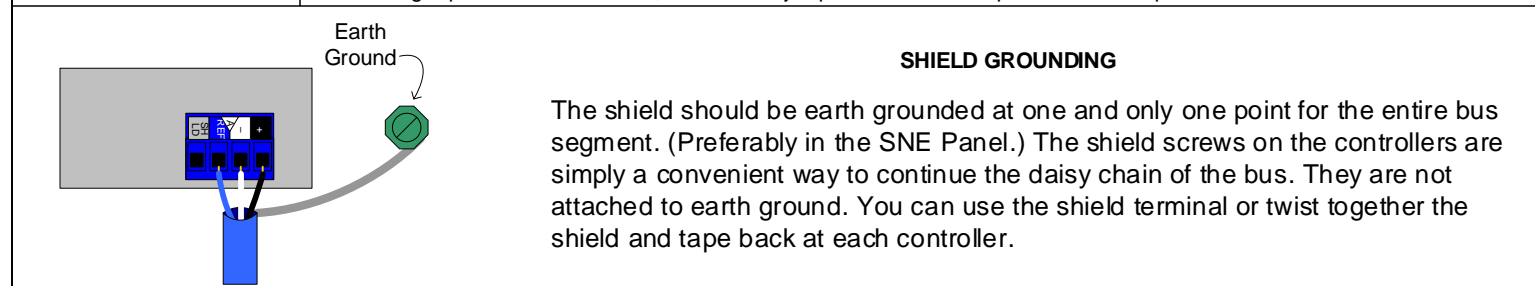 Earth
Ground
SHIELD GROUNDING
The shield should be earth grounded at one and only one point for the entire bus
segment. (Preferably in the SNE Panel.) The shield screws on the controllers are
simply a convenient way to continue the daisy chain of the bus. They are not
attached to earth ground. You can use the shield terminal or twist together the
shield and tape back at each controller.
SH
LD
REF
A
-
+